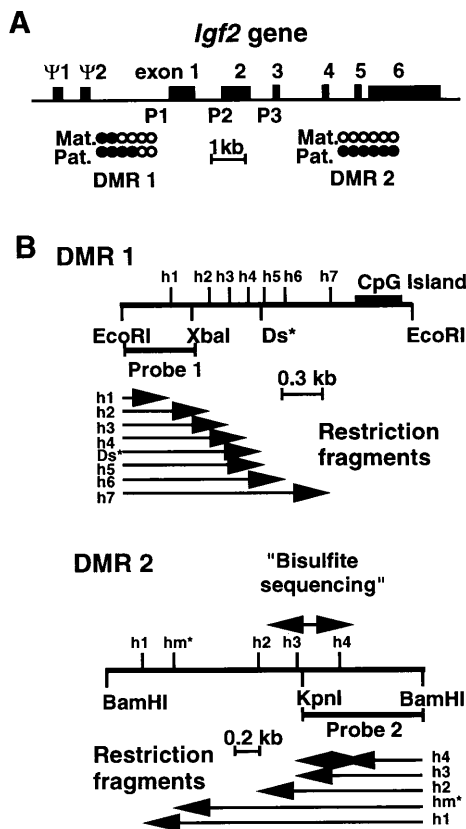 A
Igf2 gene
Ψ1 Ψ2 exon 1 2 3 4 5 6
P1 P2 P3
Mat. Mat.
Pat. 1kb Pat.
DMR 1 DMR 2
B
DMR 1
h1 h2 h3 h4 h5 h6 h7 CpG Island
EcoRI XbaI Ds* EcoRI
Probe 1
0.3 kb
h1
h2
h3
h4
Ds*
h5
h6
h7
Restriction
fragments
DMR 2
"Bisulfite
sequencing"
h1 hm* h2 h3 h4
BamHI KpnI BamHI
Probe 2
0.2 kb
Restriction
fragments
h4
h3
h2
hm*
h1